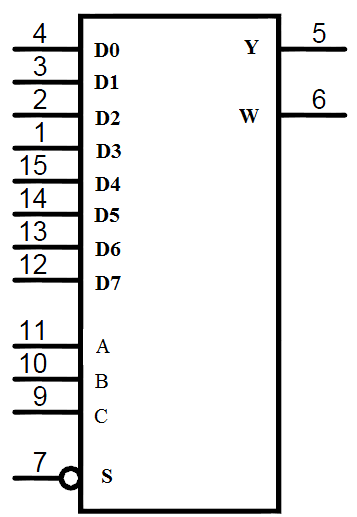 4 D0 Y 5
3 D1
2 D2 W 6
1 D3
15 D4
14 D5
13 D6
12 D7
11 A
10 B
9 C
7 S